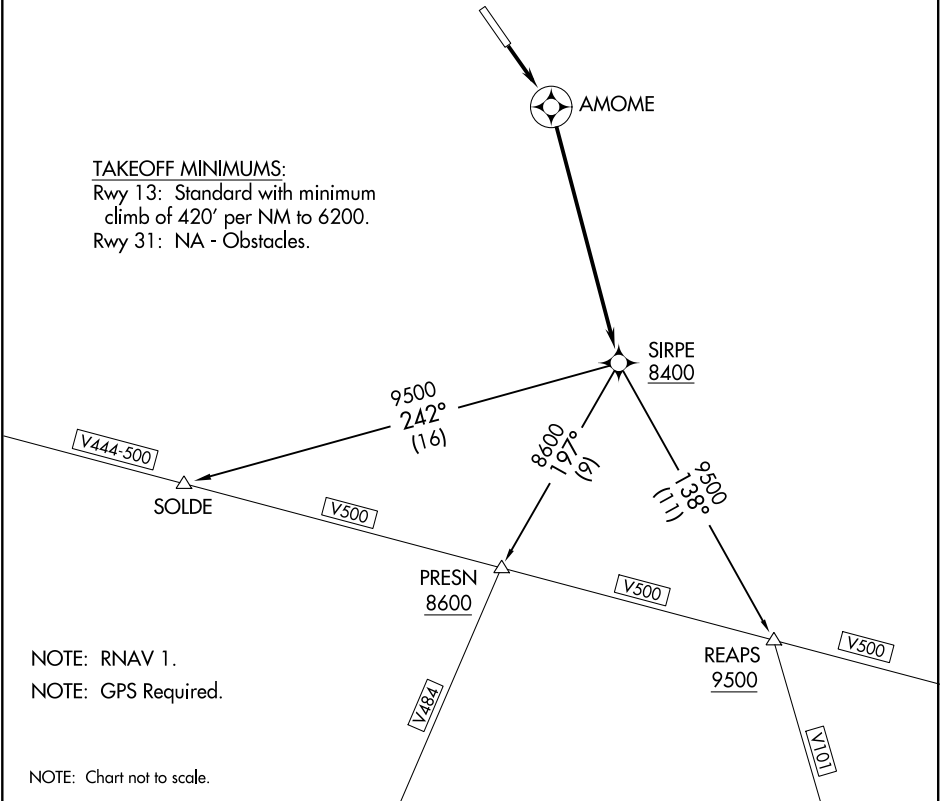 AMOME
TAKEOFF MINIMUMS:
Rwy 13: Standard with minimum
climb of 420' per NM to 6200.
Rwy 31: NA - Obstacles.
SIRPE
8400
9500
242°
(16)
8600
197°
(9)
9500
138°
(11)
V444-500
SOLDE
V500
PRESN
8600
V500
REAPS
9500
V500
V484
V101
NOTE: RNAV 1.
NOTE: GPS Required.
NOTE: Chart not to scale.